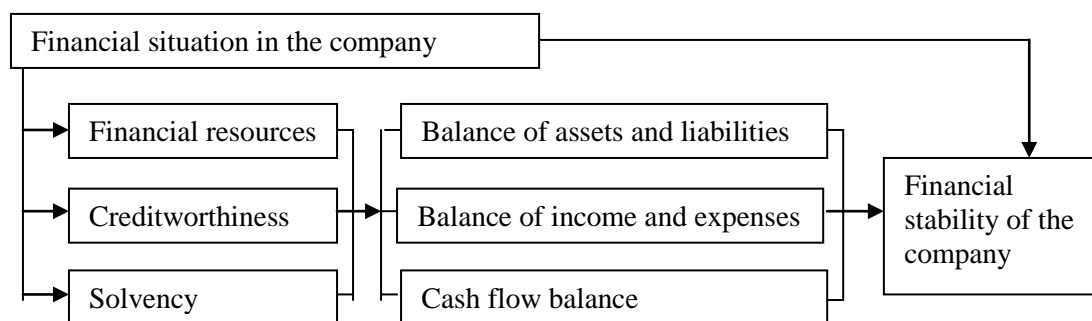 Financial situation in the company
Financial resources
Balance of assets and liabilities
Creditworthiness
Balance of income and expenses
Solvency
Cash flow balance
Financial
stability of the
company